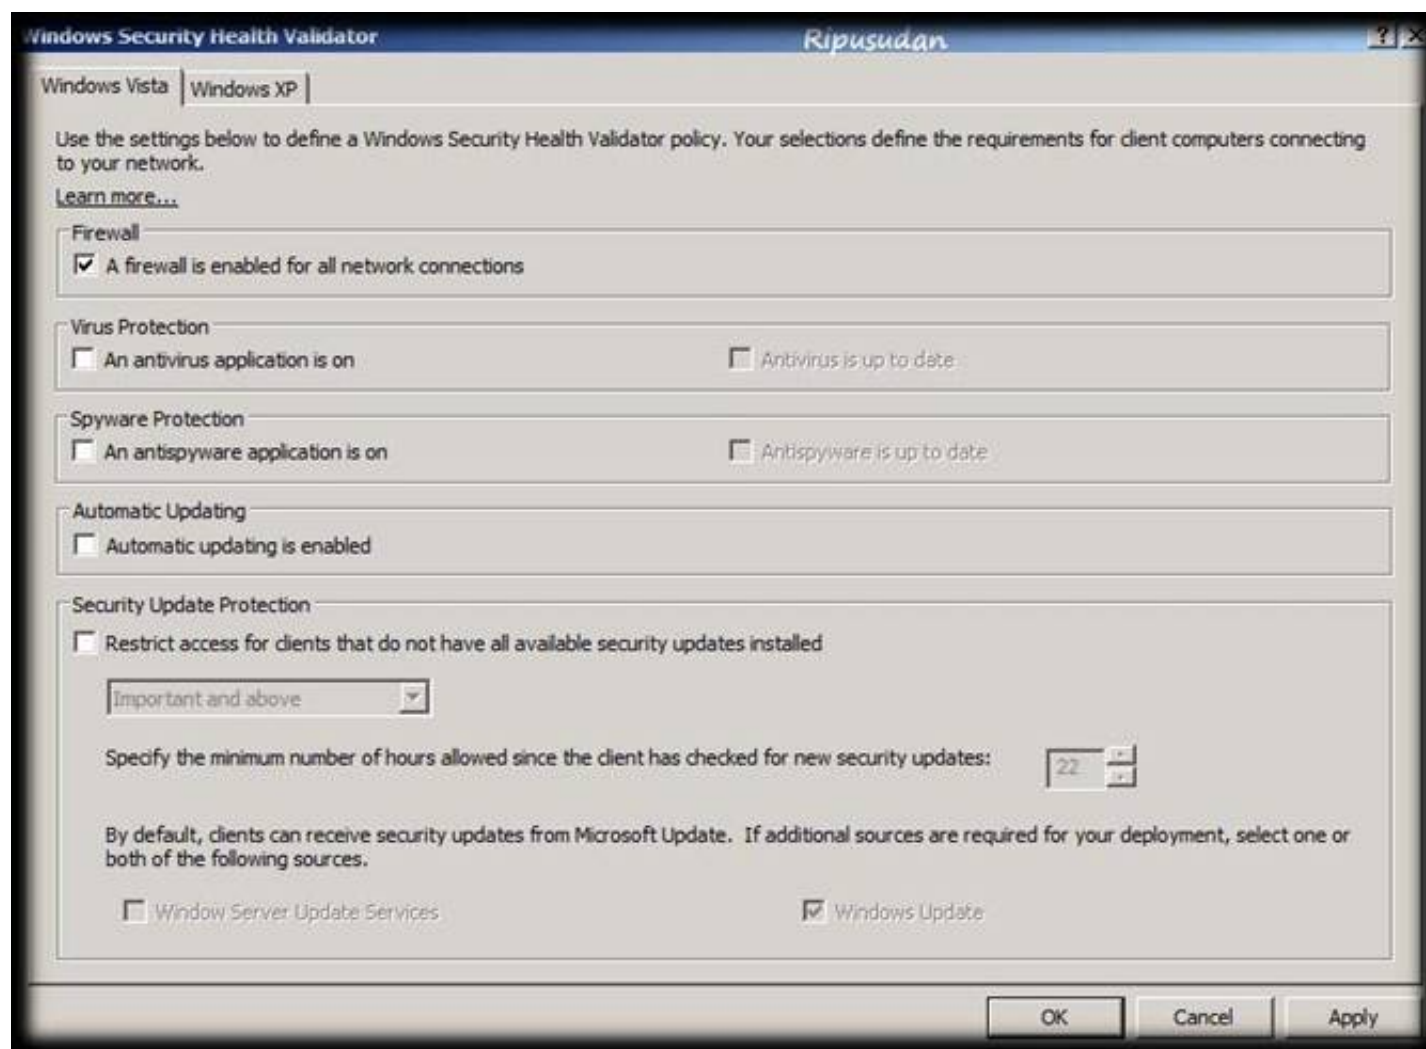 Windows Security Health Validator
Ripusudan
Windows Vista
Windows XP
Use the settings below to define a Windows Security Health Validator policy. Your selections define the requirements for client computers connecting
to your network.
Learn more...
Firewall
A firewall is enabled for all network connections
Virus Protection
An antivirus application is on
Antivirus is up to date
Spyware Protection
An antispyware application is on
Antispyware is up to date
Automatic Updating
Automatic updating is enabled
Security Update Protection
Restrict access for clients that do not have all available security updates installed
Important and above
Specify the minimum number of hours allowed since the client has checked for new security updates:
22
By default, clients can receive security updates from Microsoft Update. If additional sources are required for your deployment, select one or
both of the following sources.
Window Server Update Services
Windows Update
OK
Cancel
Apply